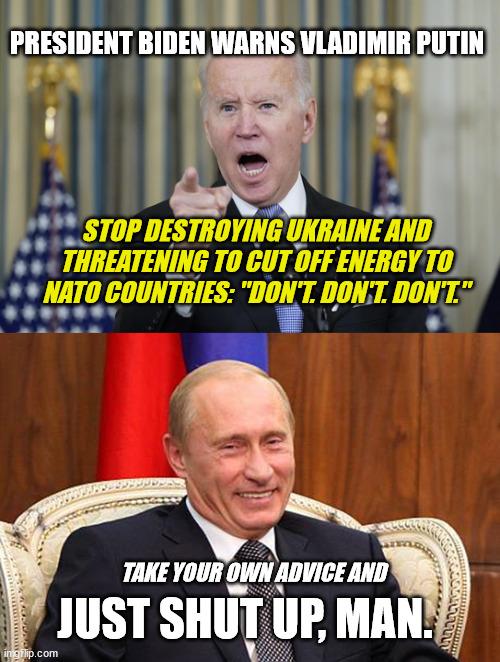 PRESIDENT BIDEN WARNS VLADIMIR PUTIN
STOP DESTROYING UKRAINE AND
THREATENING TO CUT OFF ENERGY TO
NATO COUNTRIES: "DON'T. DON'T. DON'T."
TAKE YOUR OWN ADVICE AND
JUST SHUT UP, MAN.
imgflip.com